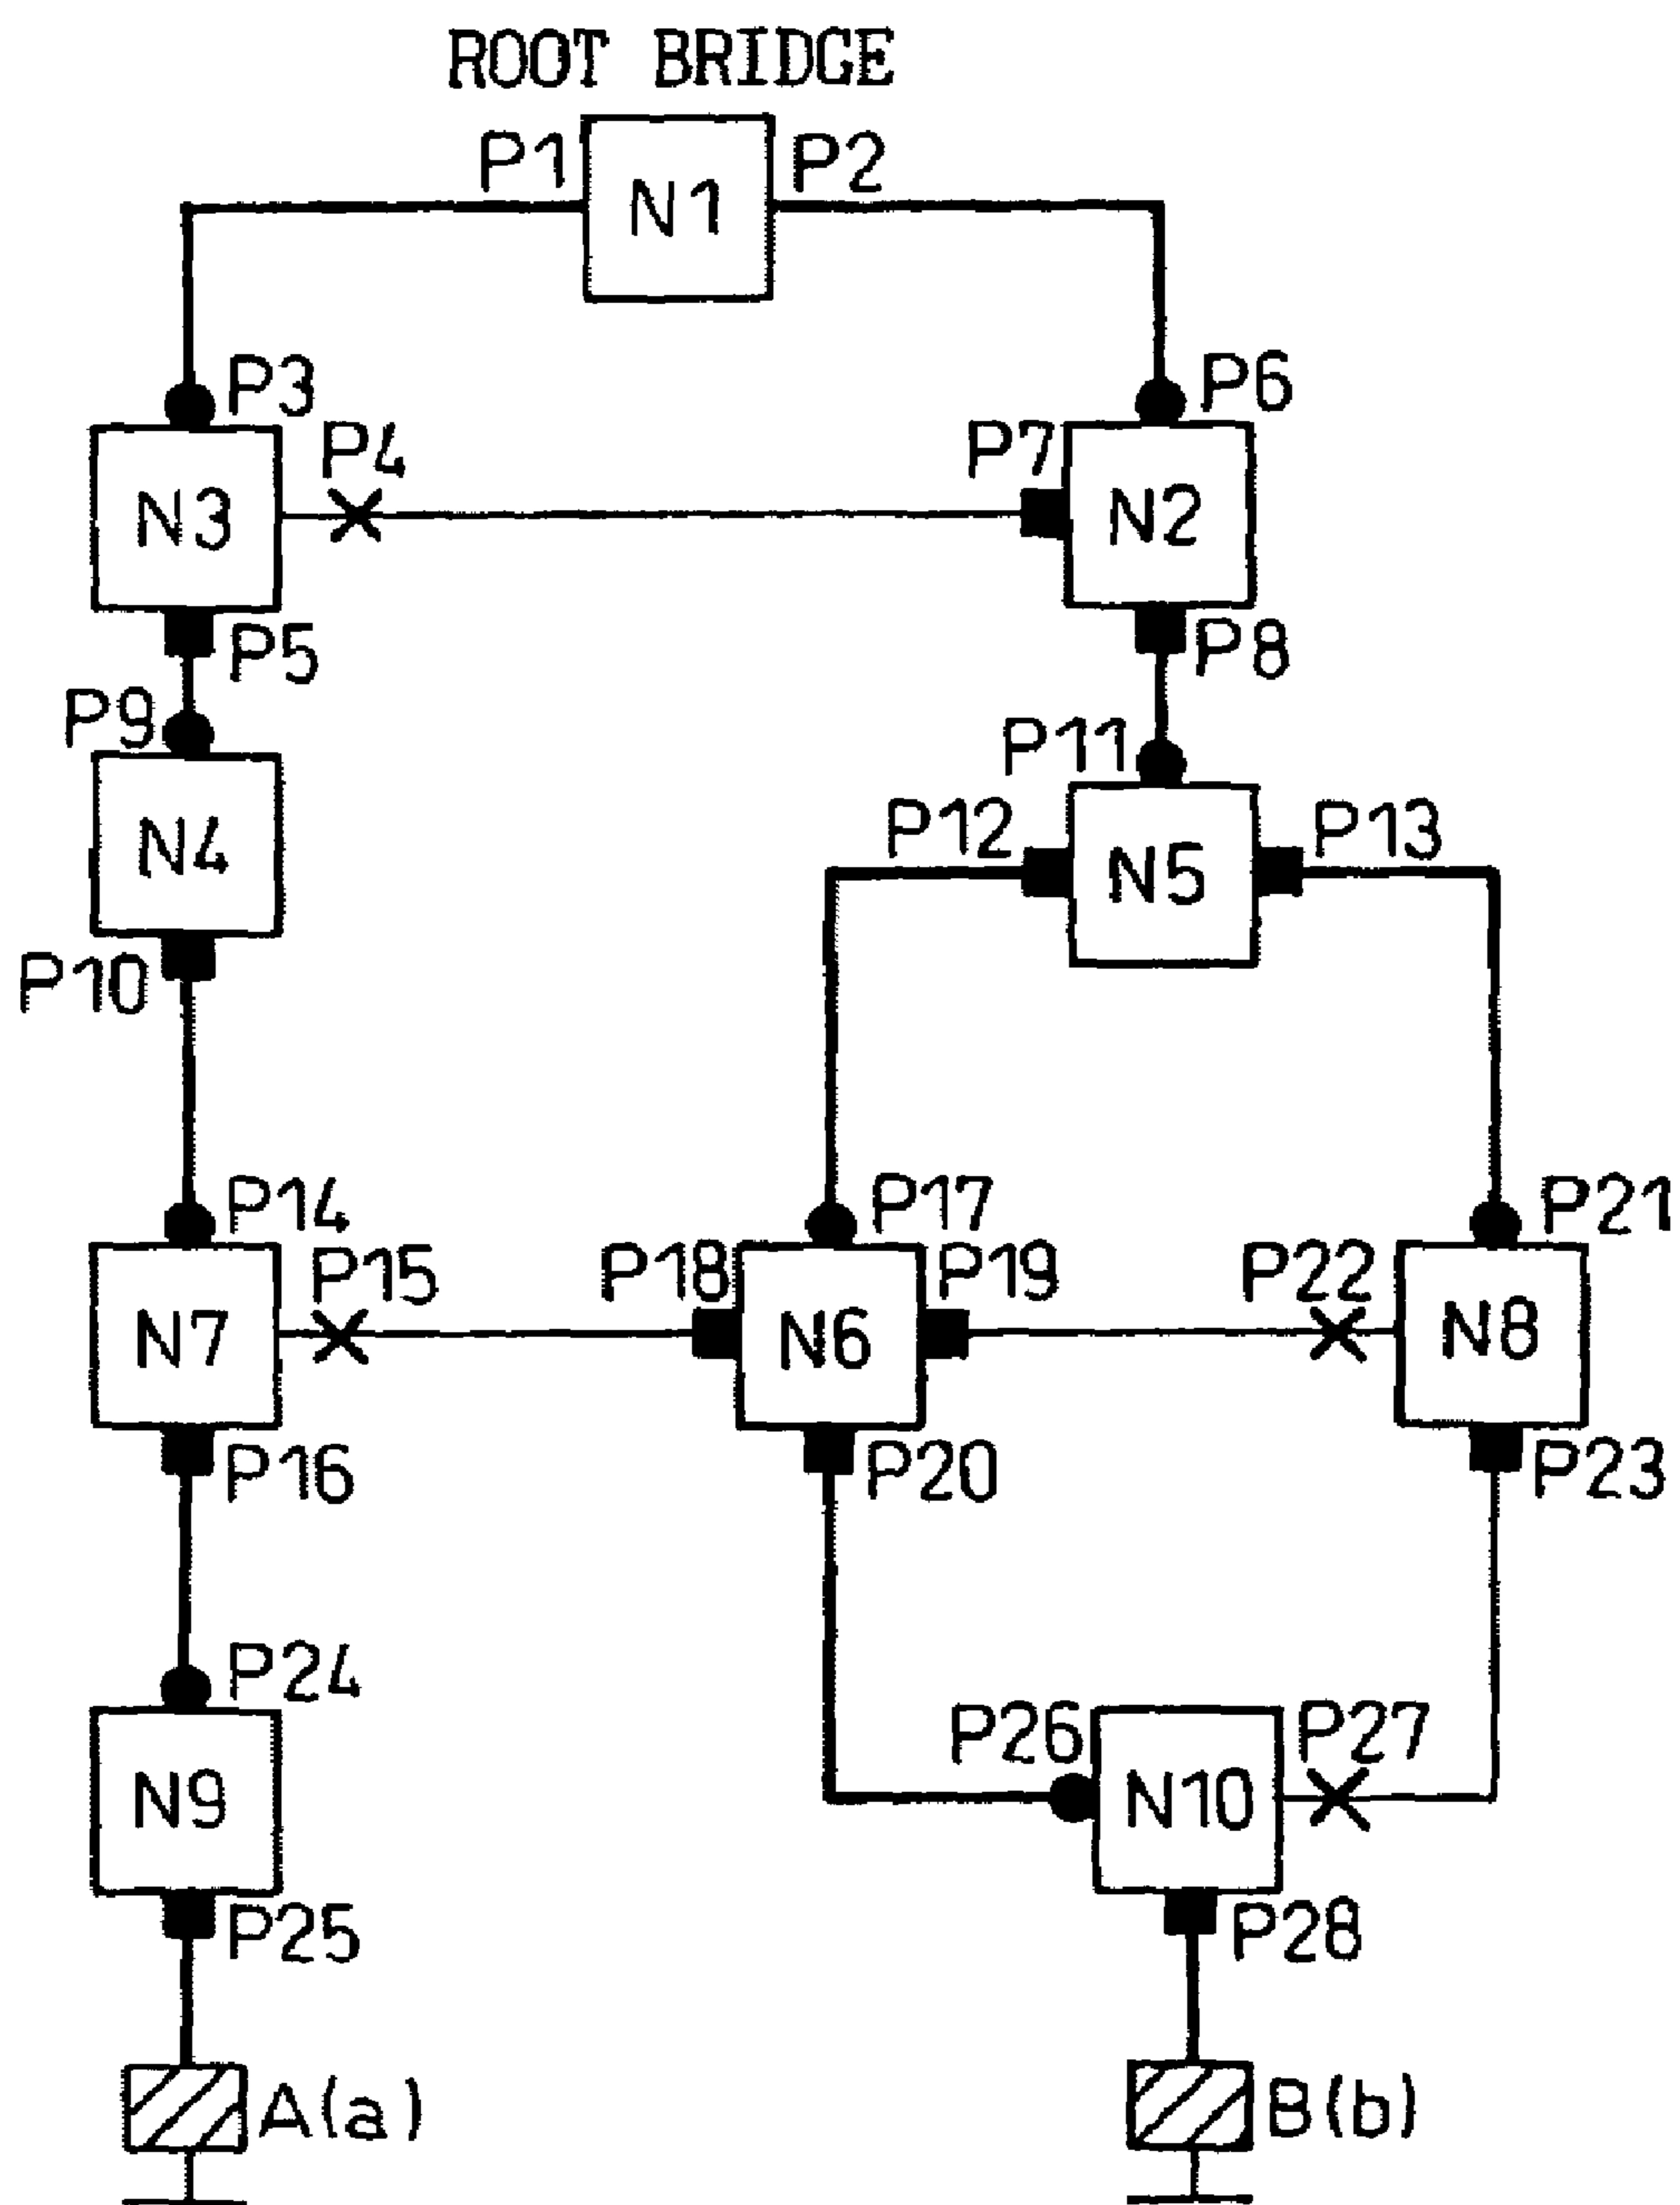 ROOT BRIDGE
P1
N1
P2
P3
P6
P4
P7
N3
N2
P5
P8
P9
P11
N4
P12
N5
P13
P10
P14
P17
P21
P15
P18
P19
P22
N7
N6
N8
P16
P20
P23
P24
P26
P27
N9
N10
P25
P28
A(a)
B(b)